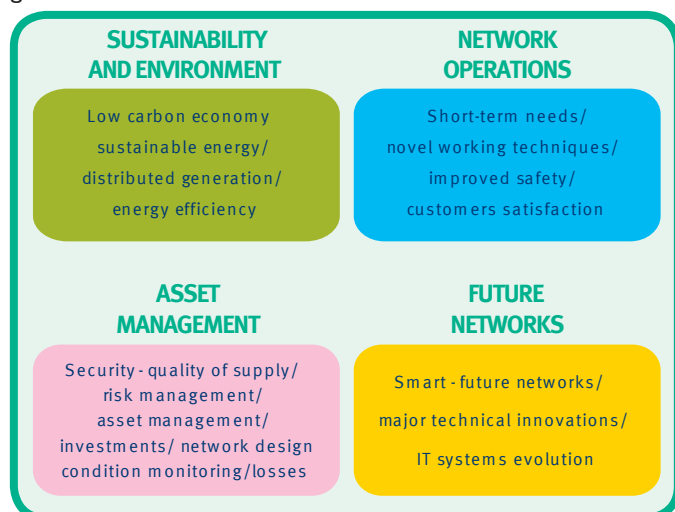 SUSTAINABILITY
AND ENVIRONMENT
Low carbon economy
sustainable energy/
distributed generation/
energy efficiency
NETWORK
OPERATIONS
Short-term needs/
novel working techniques/
improved safety/
customers satisfaction
ASSET
MANAGEMENT
Security - quality of supply/
risk management/
asset management/
investments/ network design
condition monitoring/losses
FUTURE
NETWORKS
Smart - future networks/
major technical innovations/
IT systems evolution